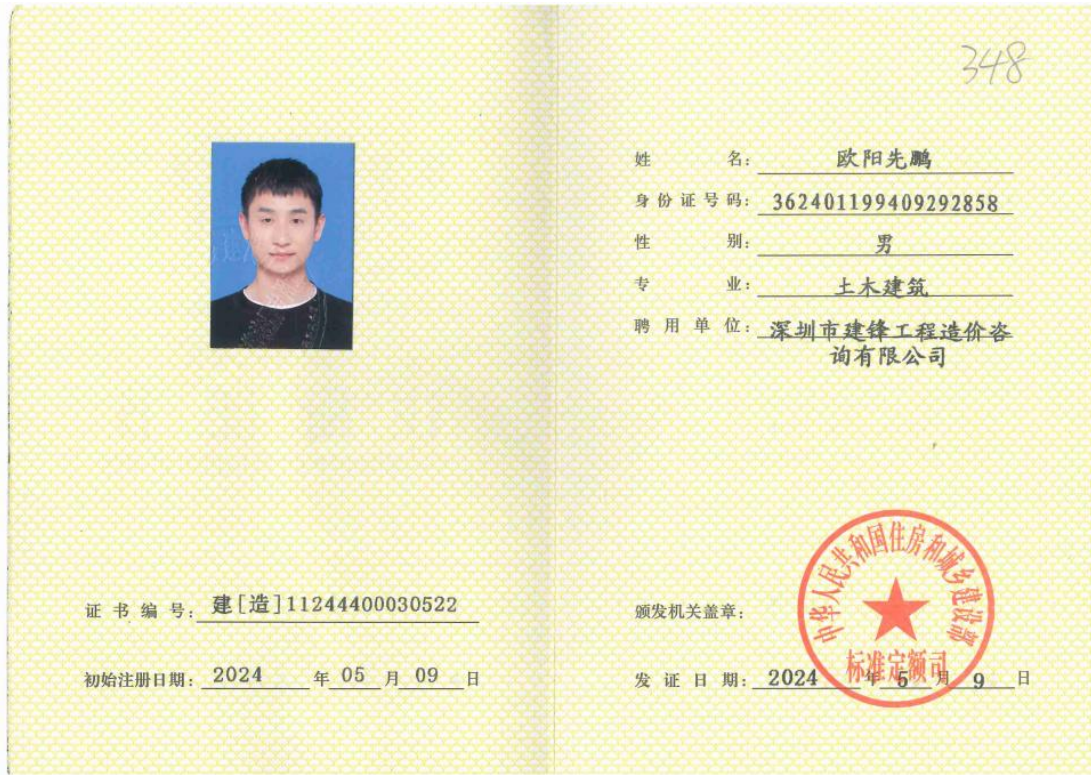 348
姓 名: 欧阳先鹏
身份证号码: 362401199409292858
性 别: 男
专 业: 土木建筑
聘用单位: 深圳市建锋工程造价咨
询有限公司
证书编号: 建[造]11244400030522
初始注册日期: 2024 年 05 月 09 日
颁发机关盖章:
中华人民共和国住房和城乡建设部
标准定额司
发证日期: 2024 年 5 月 9 日